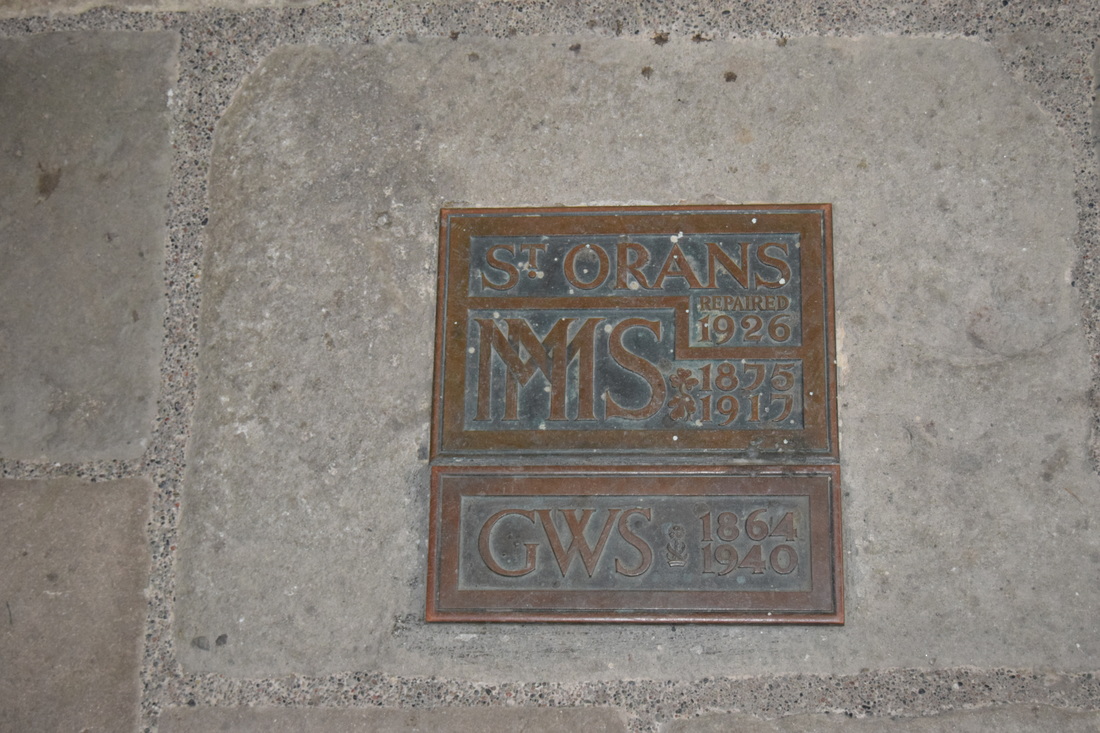 ST ORANS
REPAIRED
1926
MMS 1875
1917
GWS 1864
1940